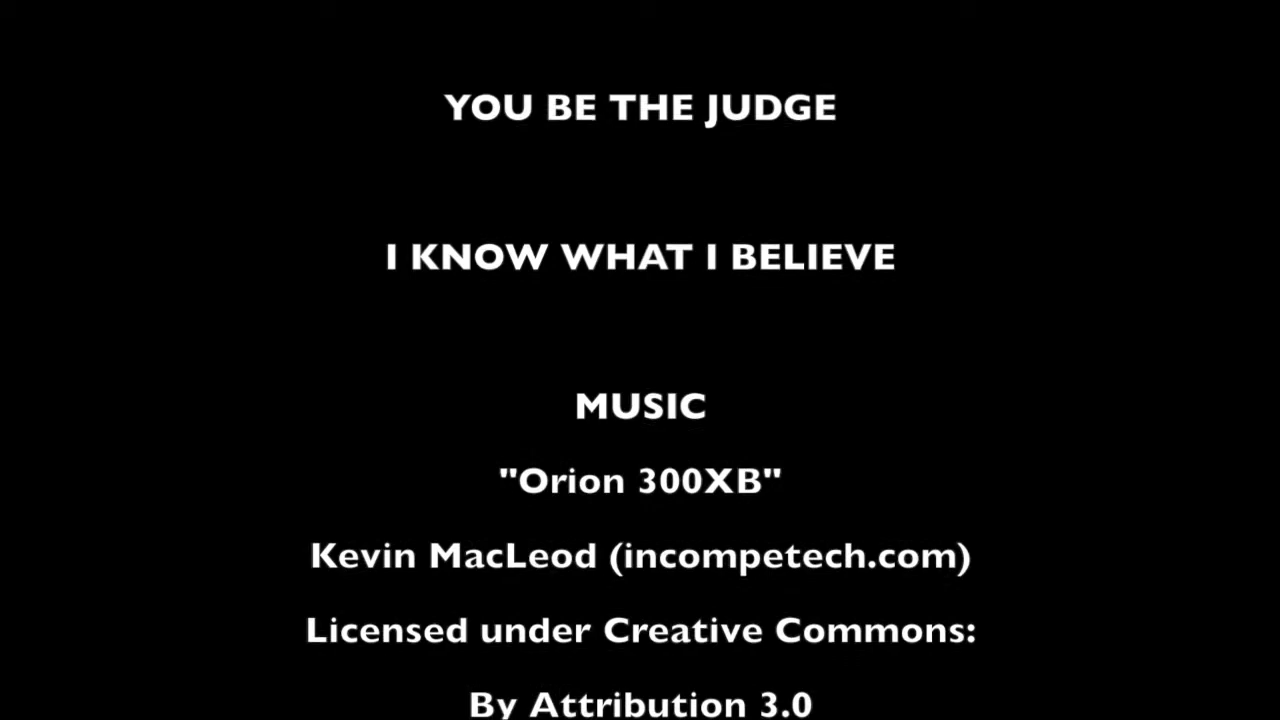 YOU BE THE JUDGE
I KNOW WHAT I BELIEVE
MUSIC
"Orion 300XB"
Kevin MacLeod (incompetech.com)
Licensed under Creative Commons:
By Attribution 3.0